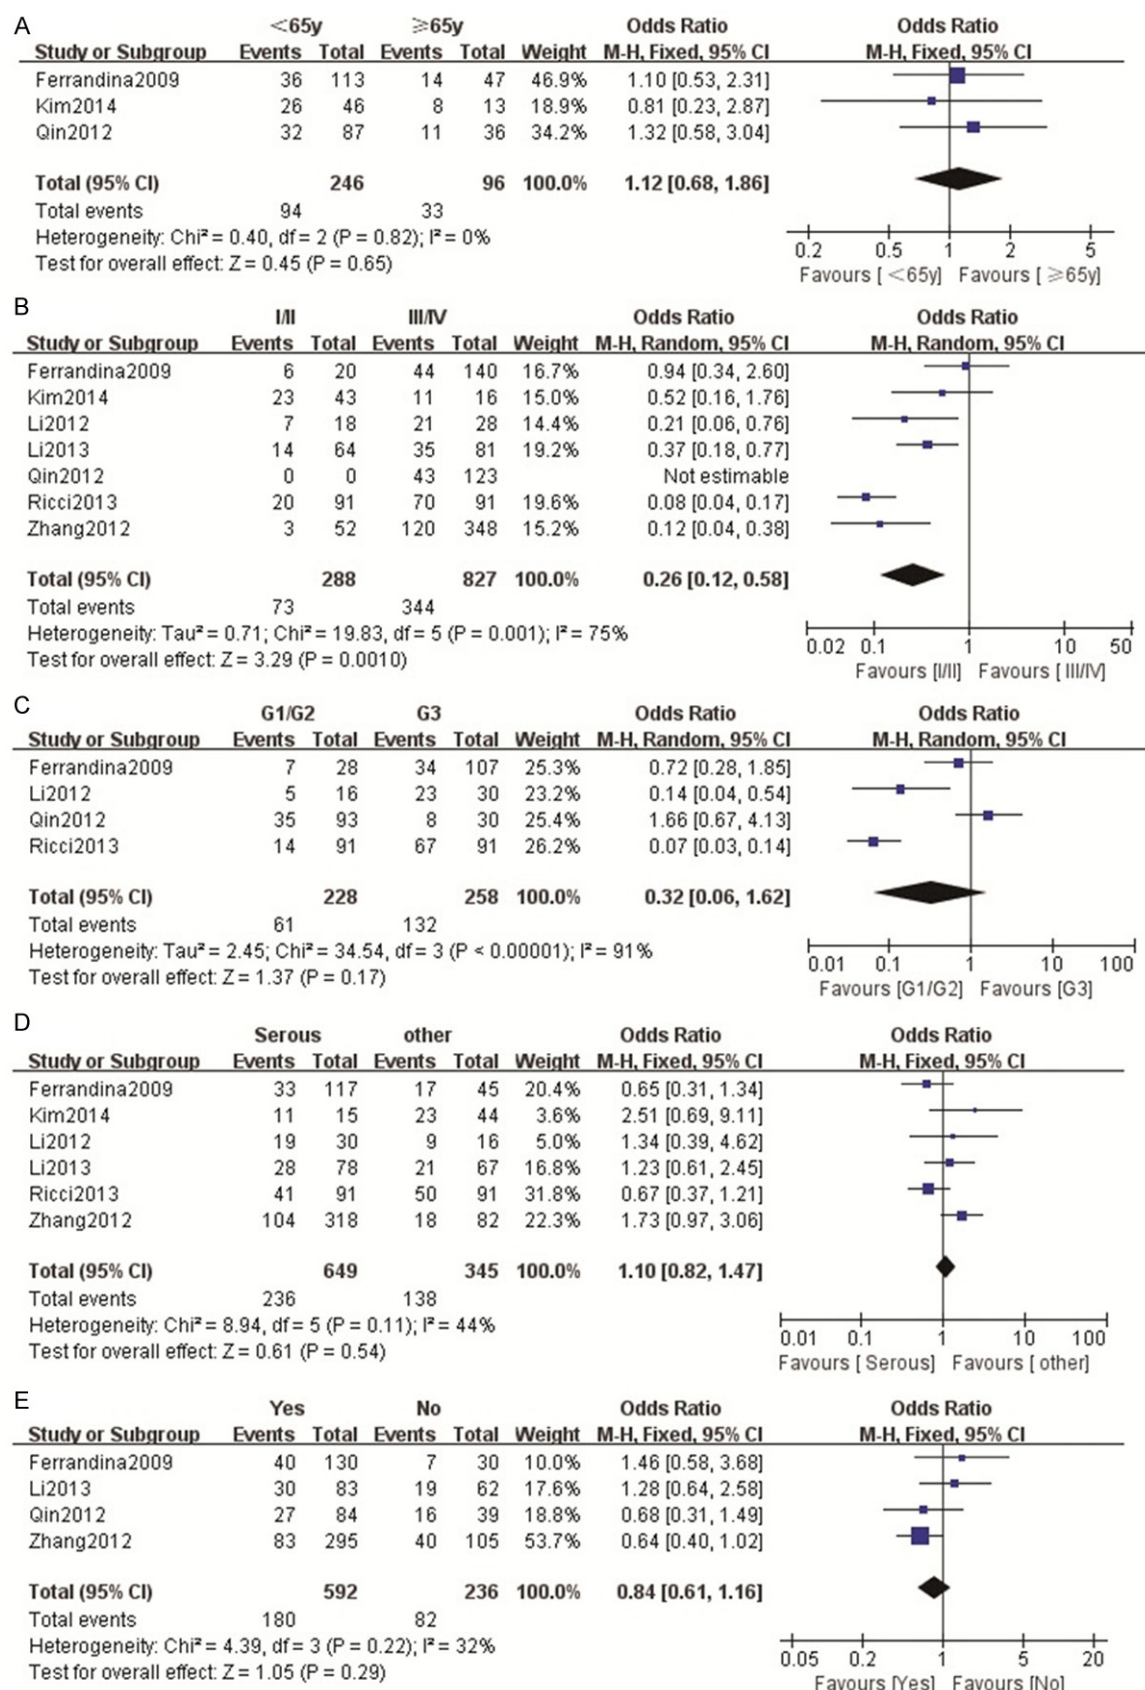 A
<65y ⩾65y Odds Ratio Odds Ratio
Study or Subgroup Events Total Events Total Weight M-H, Fixed, 95% CI M-H, Fixed, 95% CI
Ferrandina2009 36 113 14 47 46.9% 1.10 [0.53, 2.31]
Kim2014 26 46 8 13 18.9% 0.81 [0.23, 2.87]
Qin2012 32 87 11 36 34.2% 1.32 [0.58, 3.04]
Total (95% CI) 246 96 100.0% 1.12 [0.68, 1.86]
Total events 94 33
Heterogeneity: Chi² = 0.40, df = 2 (P = 0.82); I² = 0%
Test for overall effect: Z = 0.45 (P = 0.65)
0.2 0.5 1 2 5
Favours [ <65y] Favours [ ⩾65y]
B
I/II III/IV Odds Ratio Odds Ratio
Study or Subgroup Events Total Events Total Weight M-H, Random, 95% CI M-H, Random, 95% CI
Ferrandina2009 6 20 44 140 16.7% 0.94 [0.34, 2.60]
Kim2014 23 43 11 16 15.0% 0.52 [0.16, 1.76]
Li2012 7 18 21 28 14.4% 0.21 [0.06, 0.76]
Li2013 14 64 35 81 19.2% 0.37 [0.18, 0.77]
Qin2012 0 0 43 123 Not estimable
Ricci2013 20 91 70 91 19.6% 0.08 [0.04, 0.17]
Zhang2012 3 52 120 348 15.2% 0.12 [0.04, 0.38]
Total (95% CI) 288 827 100.0% 0.26 [0.12, 0.58]
Total events 73 344
Heterogeneity: Tau² = 0.71; Chi² = 19.83, df = 5 (P = 0.001); I² = 75%
Test for overall effect: Z = 3.29 (P = 0.0010)
0.02 0.1 1 10 50
Favours [I/II] Favours [ III/IV]
C
G1/G2 G3 Odds Ratio Odds Ratio
Study or Subgroup Events Total Events Total Weight M-H, Random, 95% CI M-H, Random, 95% CI
Ferrandina2009 7 28 34 107 25.3% 0.72 [0.28, 1.85]
Li2012 5 16 23 30 23.2% 0.14 [0.04, 0.54]
Qin2012 35 93 8 30 25.4% 1.66 [0.67, 4.13]
Ricci2013 14 91 67 91 26.2% 0.07 [0.03, 0.14]
Total (95% CI) 228 258 100.0% 0.32 [0.06, 1.62]
Total events 61 132
Heterogeneity: Tau² = 2.45; Chi² = 34.54, df = 3 (P < 0.00001); I² = 91%
Test for overall effect: Z = 1.37 (P = 0.17)
0.01 0.1 1 10 100
Favours [G1/G2] Favours [G3]
D
Serous other Odds Ratio Odds Ratio
Study or Subgroup Events Total Events Total Weight M-H, Fixed, 95% CI M-H, Fixed, 95% CI
Ferrandina2009 33 117 17 45 20.4% 0.65 [0.31, 1.34]
Kim2014 11 15 23 44 3.6% 2.51 [0.69, 9.11]
Li2012 19 30 9 16 5.0% 1.34 [0.39, 4.62]
Li2013 28 78 21 67 16.8% 1.23 [0.61, 2.45]
Ricci2013 41 91 50 91 31.8% 0.67 [0.37, 1.21]
Zhang2012 104 318 18 82 22.3% 1.73 [0.97, 3.06]
Total (95% CI) 649 345 100.0% 1.10 [0.82, 1.47]
Total events 236 138
Heterogeneity: Chi² = 8.94, df = 5 (P = 0.11); I² = 44%
Test for overall effect: Z = 0.61 (P = 0.54)
0.01 0.1 1 10 100
Favours [ Serous] Favours [ other]
E
Yes No Odds Ratio Odds Ratio
Study or Subgroup Events Total Events Total Weight M-H, Fixed, 95% CI M-H, Fixed, 95% CI
Ferrandina2009 40 130 7 30 10.0% 1.46 [0.58, 3.68]
Li2013 30 83 19 62 17.6% 1.28 [0.64, 2.58]
Qin2012 27 84 16 39 18.8% 0.68 [0.31, 1.49]
Zhang2012 83 295 40 105 53.7% 0.64 [0.40, 1.02]
Total (95% CI) 592 236 100.0% 0.84 [0.61, 1.16]
Total events 180 82
Heterogeneity: Chi² = 4.39, df = 3 (P = 0.22); I² = 32%
Test for overall effect: Z = 1.05 (P = 0.29)
0.05 0.2 1 5 20
Favours [Yes] Favours [No]